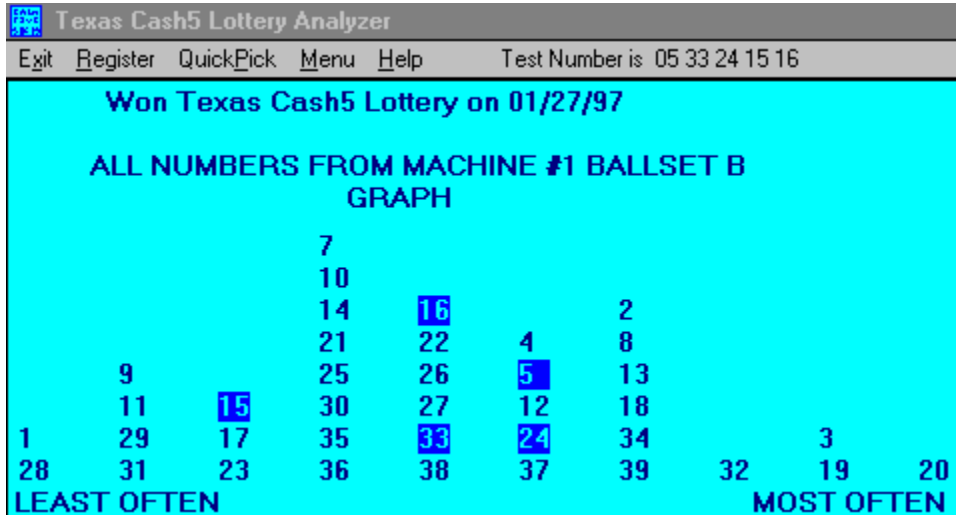 Texas Cash5 Lottery Analyzer
Exit Register QuickPick Menu Help Test Number is 05 33 24 15 16
Won Texas Cash5 Lottery on 01/27/97
ALL NUMBERS FROM MACHINE #1 BALLSET B
GRAPH
7
10
14 16 2
21 22 4 8
9 25 26 5 13
11 15 30 27 12 18
1 29 17 35 33 24 34 3
28 31 23 36 38 37 39 32 19 20
LEAST OFTEN MOST OFTEN